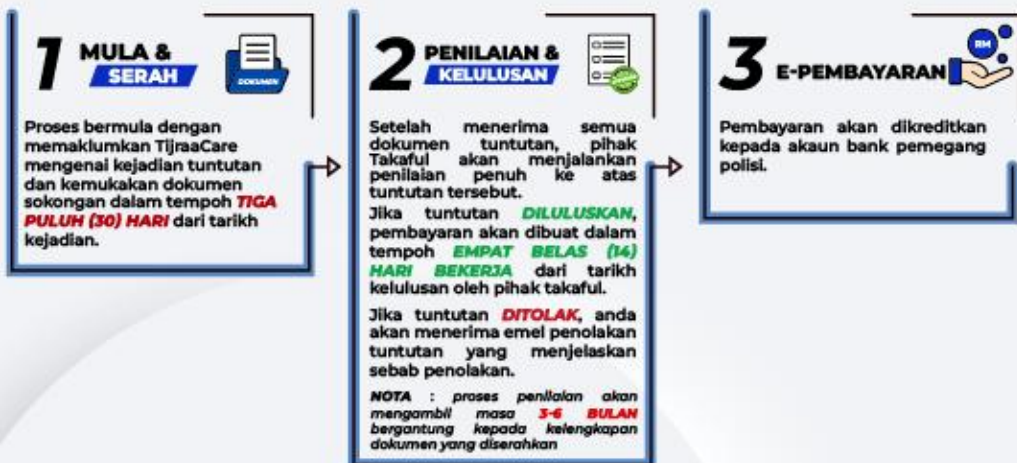 1 MULA &
SERAH
DOKUMEN
Proses bermula dengan
memaklumkan TijraaCare
mengenai kejadian tuntutan
dan kemukakan dokumen
sokongan dalam tempoh TIGA
PULUH (30) HARI dari tarikh
kejadian.
2 PENILAIAN &
KELULUSAN
Setelah menerima semua
dokumen tuntutan, pihak
Takaful akan menjalankan
penilaian penuh ke atas
tuntutan tersebut.
Jika tuntutan DILULUSKAN,
pembayaran akan dibuat dalam
tempoh EMPAT BELAS (14)
HARI BEKERJA dari tarikh
kelulusan oleh pihak takaful.
Jika tuntutan DITOLAK, anda
akan menerima emel penolakan
tuntutan yang menjelaskan
sebab penolakan.
NOTA : proses penilaian akan
mengambil masa 3-6 BULAN
bergantung kepada kelengkapan
dokumen yang diserahkan
3 E-PEMBAYARAN
RM
Pembayaran akan dikreditkan
kepada akaun bank pemegang
polisi.